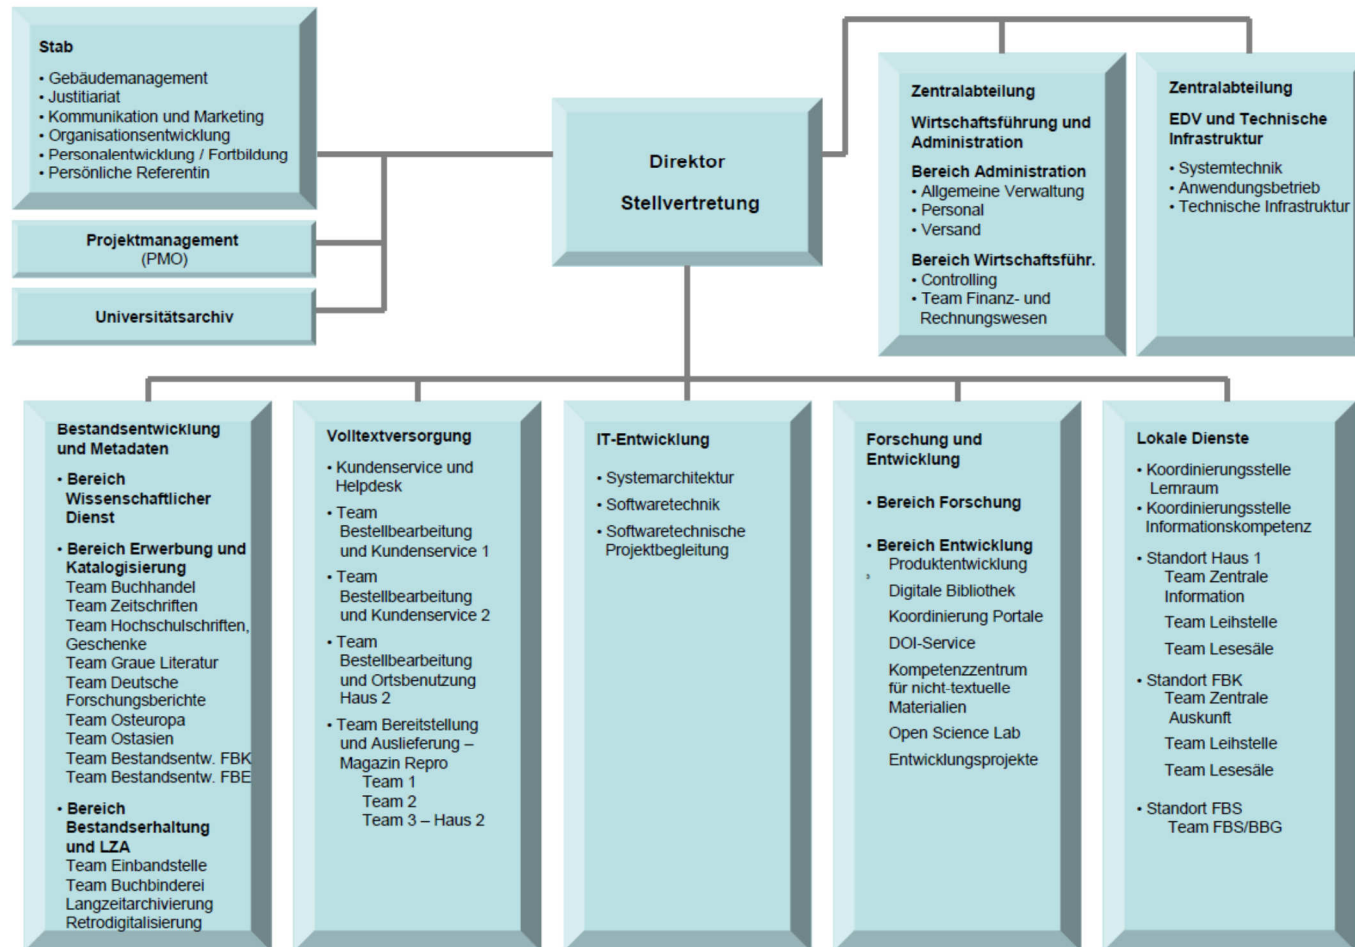 Stab
• Gebäudemanagement
• Justitiariat
• Kommunikation und Marketing
• Organisationsentwicklung
• Personalentwicklung / Fortbildung
• Persönliche Referentin
Projektmanagement
(PMO)
Universitätsarchiv
Direktor
Stellvertretung
Zentralabteilung
Wirtschaftsführung und
Administration
Bereich Administration
• Allgemeine Verwaltung
• Personal
• Versand
Bereich Wirtschaftsführ.
• Controlling
• Team Finanz- und
Rechnungswesen
Zentralabteilung
EDV und Technische
Infrastruktur
• Systemtechnik
• Anwendungsbetrieb
• Technische Infrastruktur
Bestandsentwicklung
und Metadaten
• Bereich
Wissenschaftlicher
Dienst
• Bereich Erwerbung und
Katalogisierung
Team Buchhandel
Team Zeitschriften
Team Hochschulschriften,
Geschenke
Team Graue Literatur
Team Deutsche
Forschungsberichte
Team Osteuropa
Team Ostasien
Team Bestandsentw. FBK
Team Bestandsentw. FBE
• Bereich
Bestandserhaltung
und LZA
Team Einbandstelle
Team Buchbinderei
Langzeitarchivierung
Retrodigitalisierung
Volltextversorgung
• Kundenservice und
Helpdesk
• Team
Bestellbearbeitung
und Kundenservice 1
• Team
Bestellbearbeitung
und Kundenservice 2
• Team
Bestellbearbeitung
und Ortsbenutzung
Haus 2
• Team Bereitstellung
und Auslieferung –
Magazin Repro
Team 1
Team 2
Team 3 – Haus 2
IT-Entwicklung
• Systemarchitektur
• Softwaretechnik
• Softwaretechnische
Projektbegleitung
Forschung und
Entwicklung
• Bereich Forschung
• Bereich Entwicklung
Produktentwicklung
Digitale Bibliothek
Koordinierung Portale
DOI-Service
Kompetenzzentrum
für nicht-textuelle
Materialien
Open Science Lab
Entwicklungsprojekte
Lokale Dienste
• Koordinierungsstelle
Lernraum
• Koordinierungsstelle
Informationskompetenz
• Standort Haus 1
Team Zentrale
Information
Team Leihstelle
Team Lesesäle
• Standort FBK
Team Zentrale
Auskunft
Team Leihstelle
Team Lesesäle
• Standort FBS
Team FBS/BBG